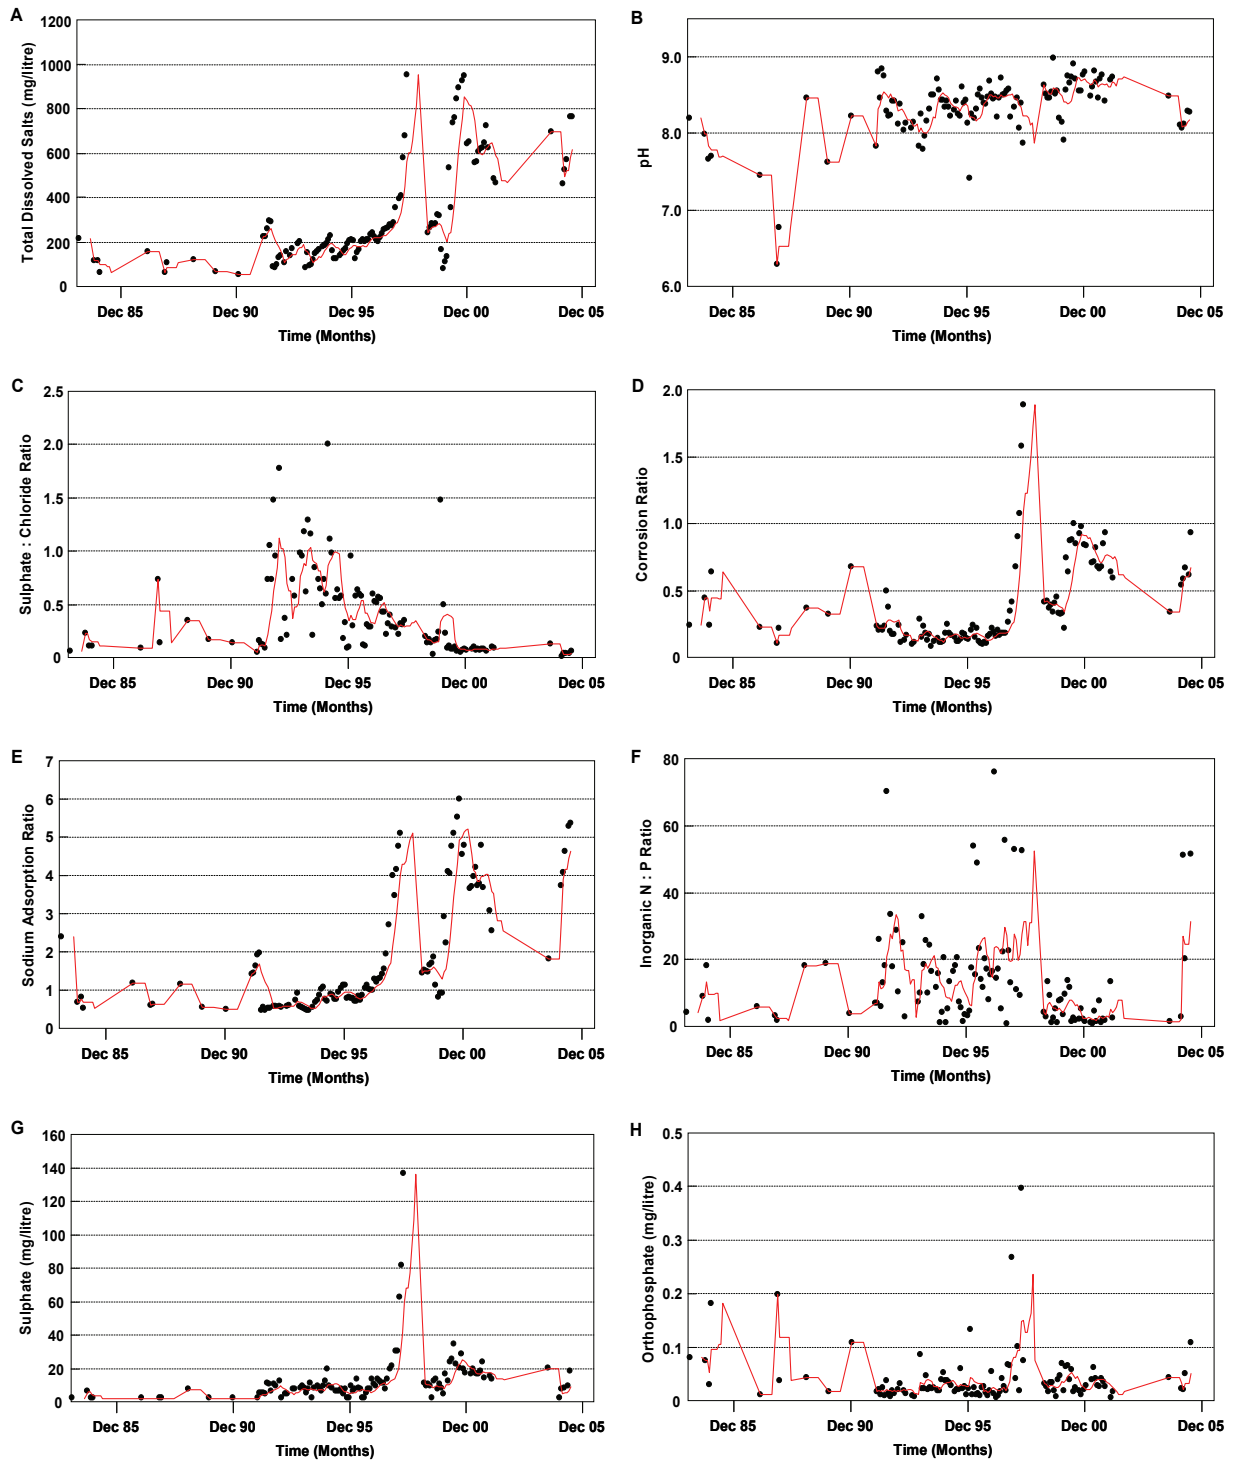 A
Total Dissolved Salts (mg/litre)
1200
1000
800
600
400
200
0
Dec 85 Dec 90 Dec 95 Dec 00 Dec 05
Time (Months)
B
pH
9.0
8.0
7.0
6.0
Dec 85 Dec 90 Dec 95 Dec 00 Dec 05
Time (Months)
C
Sulphate : Chloride Ratio
2.5
2.0
1.5
1.0
0.5
0
Dec 85 Dec 90 Dec 95 Dec 00 Dec 05
Time (Months)
D
Corrosion Ratio
2.0
1.5
1.0
0.5
0
Dec 85 Dec 90 Dec 95 Dec 00 Dec 05
Time (Months)
E
Sodium Adsorption Ratio
7
6
5
4
3
2
1
0
Dec 85 Dec 90 Dec 95 Dec 00 Dec 05
Time (Months)
F
Inorganic N : P Ratio
80
60
40
20
0
Dec 85 Dec 90 Dec 95 Dec 00 Dec 05
Time (Months)
G
Sulphate (mg/litre)
160
140
120
100
80
60
40
20
0
Dec 85 Dec 90 Dec 95 Dec 00 Dec 05
Time (Months)
H
Orthophosphate (mg/litre)
0.5
0.4
0.3
0.2
0.1
0
Dec 85 Dec 90 Dec 95 Dec 00 Dec 05
Time (Months)